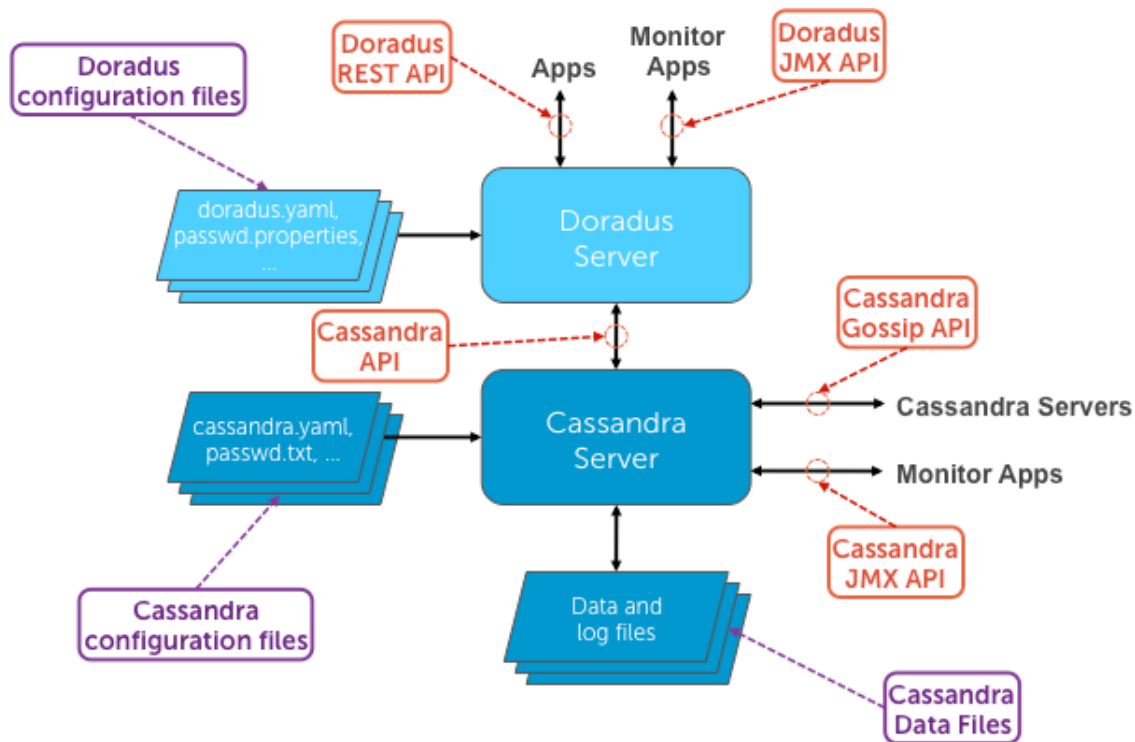 Doradus
configuration files
Doradus
REST API
Apps
Monitor
Apps
Doradus
JMX API
doradus.yaml,
passwd.properties,
...
Doradus
Server
Cassandra
API
Cassandra
Gossip API
cassandra.yaml,
passwd.txt, ...
Cassandra
Server
Cassandra Servers
Monitor Apps
Cassandra
JMX API
Cassandra
configuration files
Data and
log files
Cassandra
Data Files